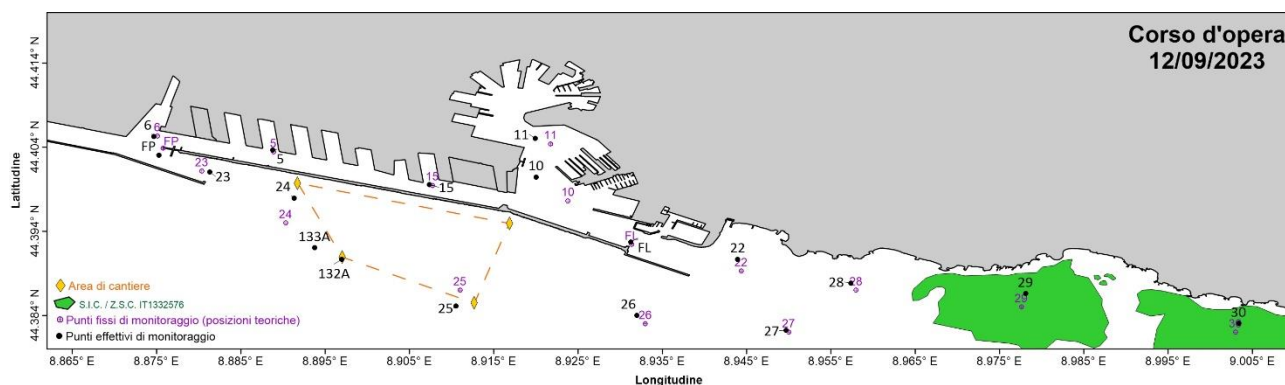 Corso d'opera
12/09/2023
44.414° N
44.404° N
44.394° N
44.384° N
Latitudine
6
6
FP
FP
23
23
5
5
24
24
133A
132A
15
15
11
11
10
10
FL
FL
25
25
22
22
26
26
27
27
28
28
29
29
30
Area di cantiere
S.I.C. / Z.S.C. IT1332576
Punti fissi di monitoraggio (posizioni teoriche)
Punti effettivi di monitoraggio
8.865° E 8.875° E 8.885° E 8.895° E 8.905° E 8.915° E 8.925° E 8.935° E 8.945° E 8.955° E 8.965° E 8.975° E 8.985° E 8.995° E 9.005° E
Longitudine